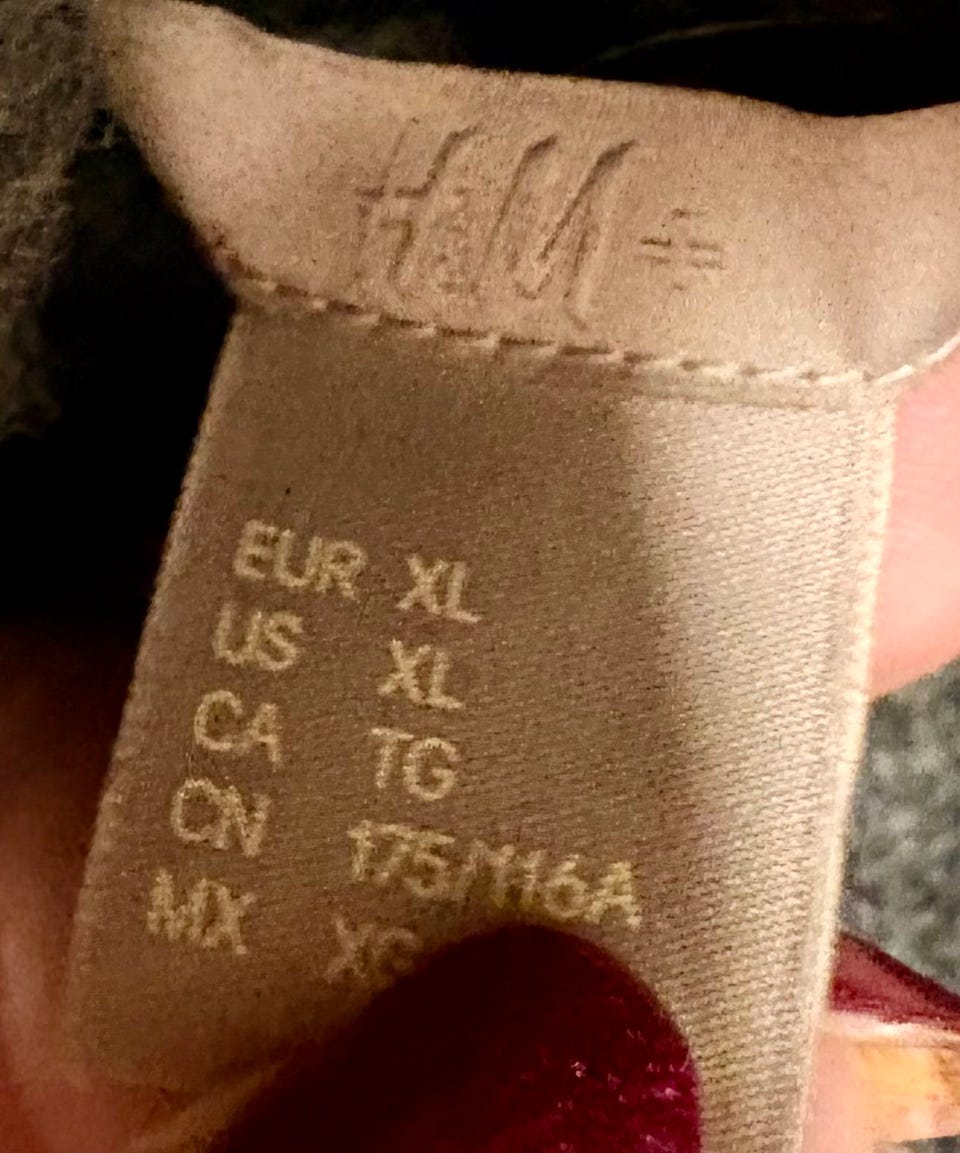 H&M +
EUR XL
US XL
CA TG
CN 175/116A
MX XG